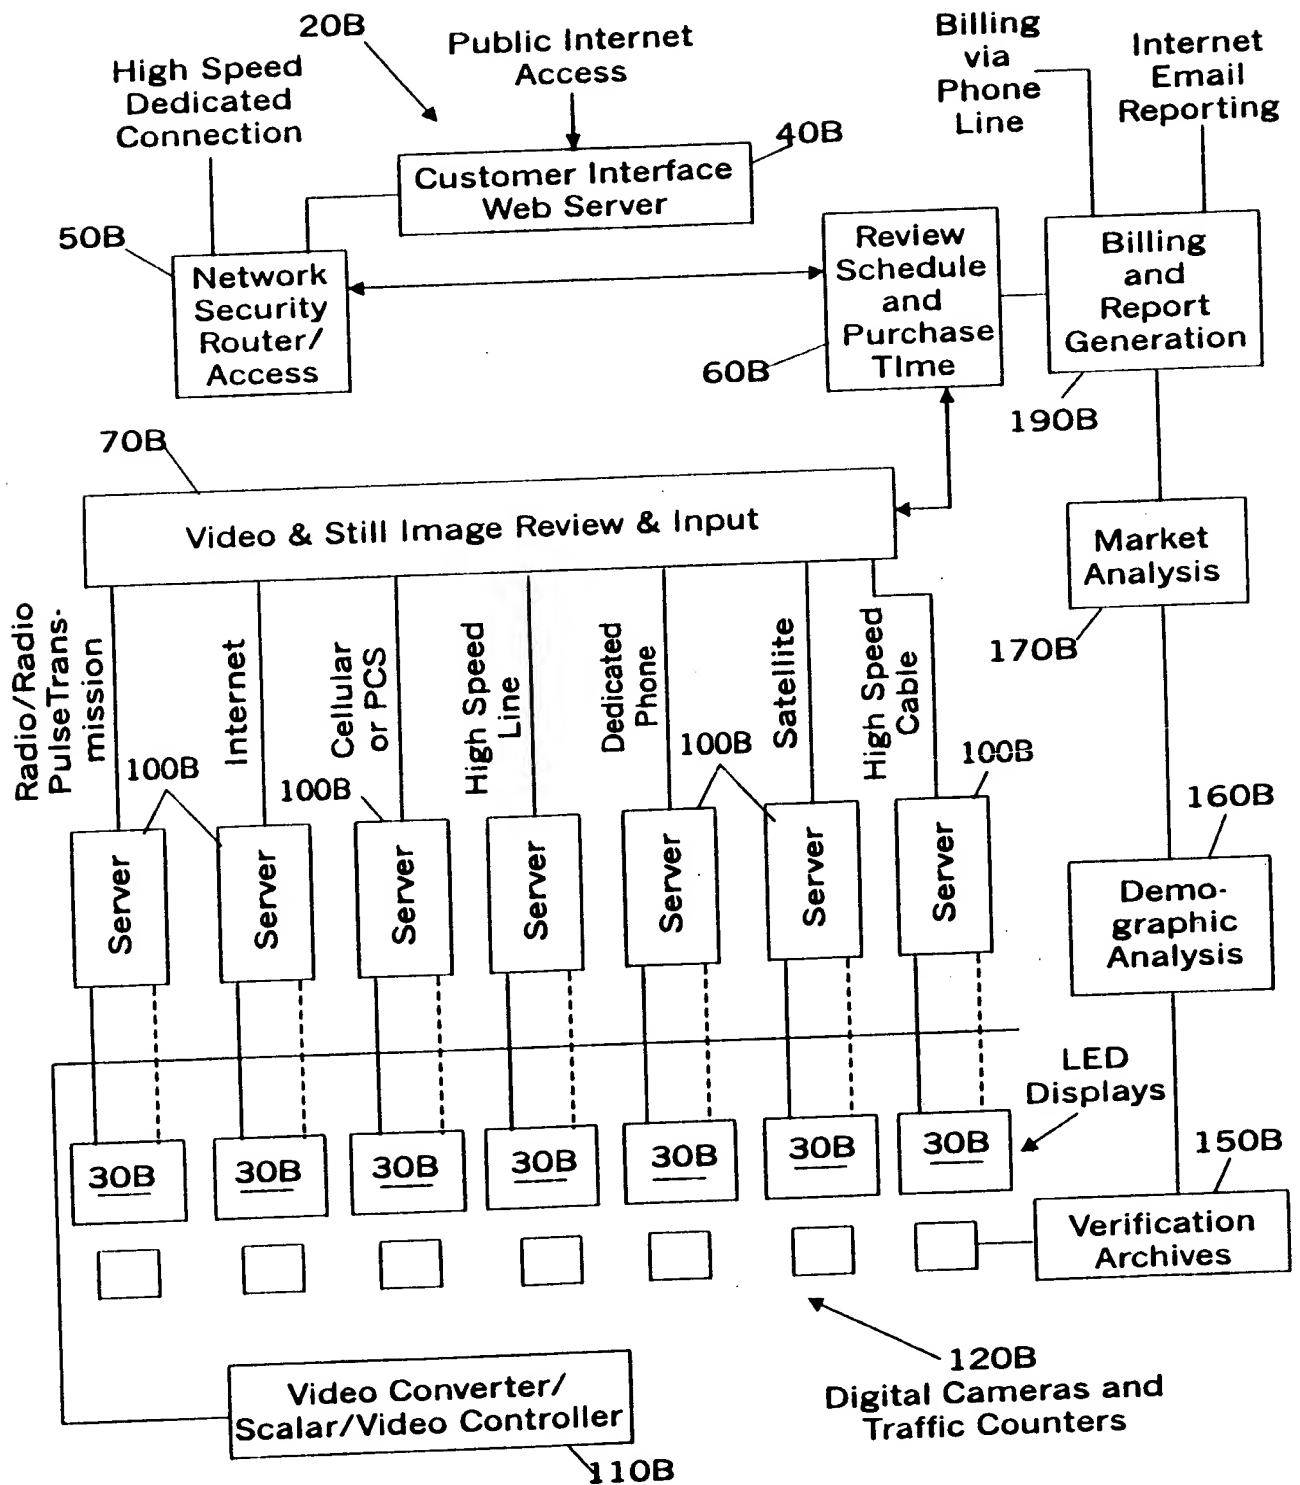 20B
Public Internet
Access
Billing
via
Phone
Line
Internet
Email
Reporting
High Speed
Dedicated
Connection
40B
Customer Interface
Web Server
50B
Network
Security
Router/
Access
Review
Schedule
and
Purchase
TIme
60B
Billing
and
Report
Generation
190B
70B
Video & Still Image Review & Input
Market
Analysis
170B
Radio/Radio
PulseTrans-
mission
Internet
Cellular
or PCS
High Speed
Line
Dedicated
Phone
Satellite
High Speed
Cable
100B
100B
100B
100B
160B
Server
Server
Server
Server
Server
Server
Server
Demo-
graphic
Analysis
LED
Displays
30B
30B
30B
30B
30B
30B
30B
150B
Verification
Archives
120B
Digital Cameras and
Traffic Counters
Video Converter/
Scalar/Video Controller
110B